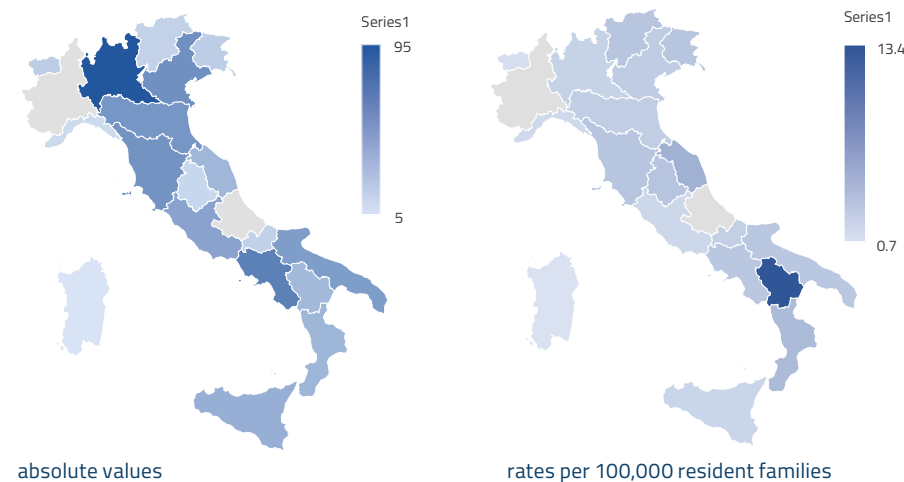 Series1
95
5
absolute values
Series1
13.4
0.7
rates per 100,000 resident families